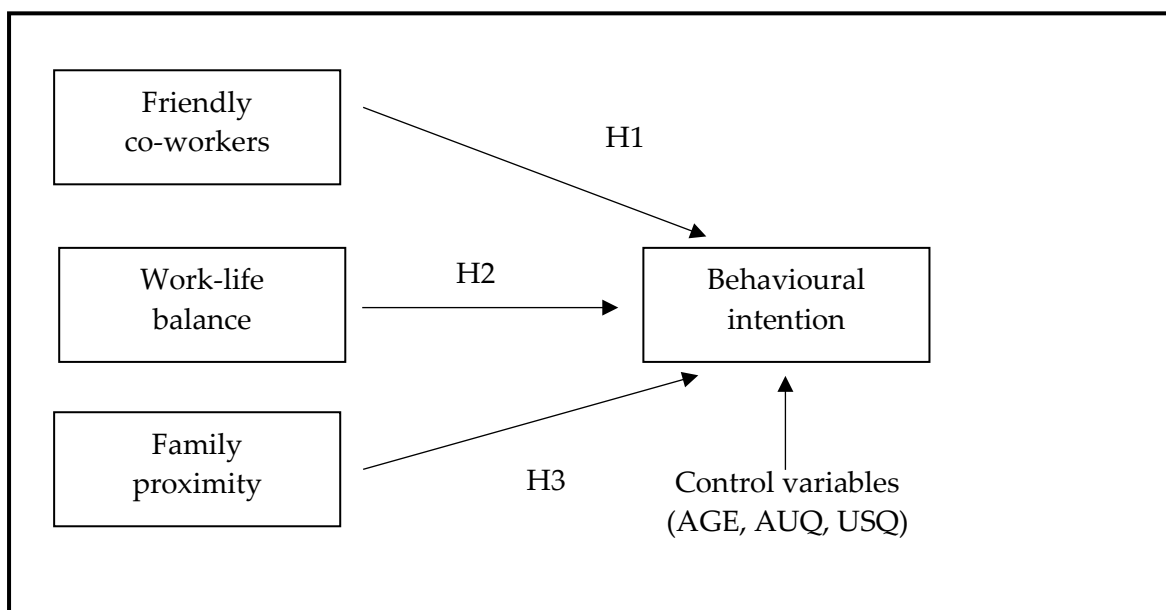 Friendly
co-workers
H1
Work-life
balance
H2
Behavioural
intention
Family
proximity
H3
Control variables
(AGE, AUQ, USQ)